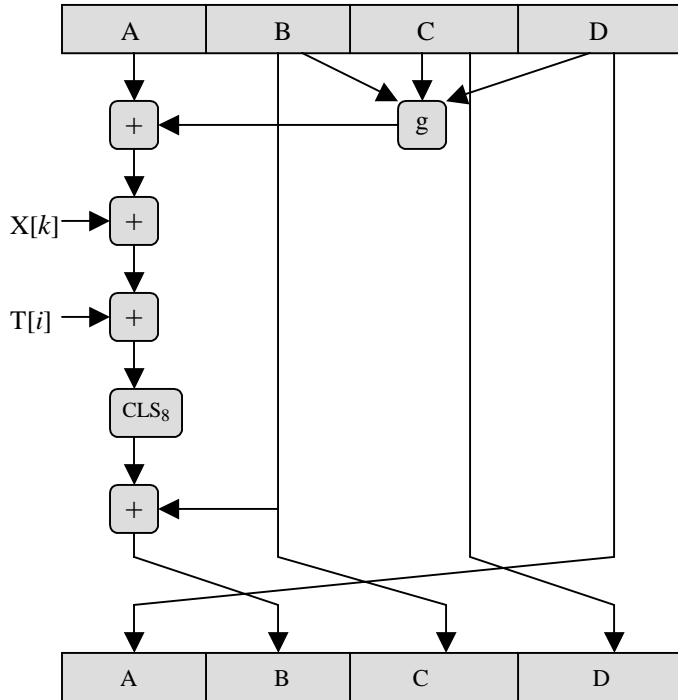 A B C D
g
+
X[k] +
T[i] +
CLS₈
+
A B C D